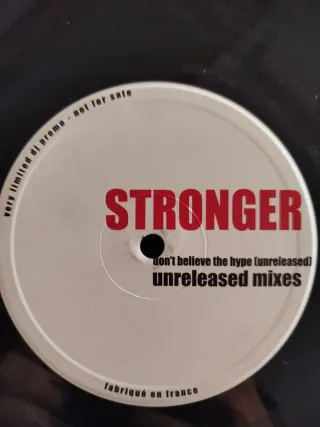 very limited dj promo - not for sale
STRONGER
don't believe the hype (unreleased)
unreleased mixes
fabriqué en france